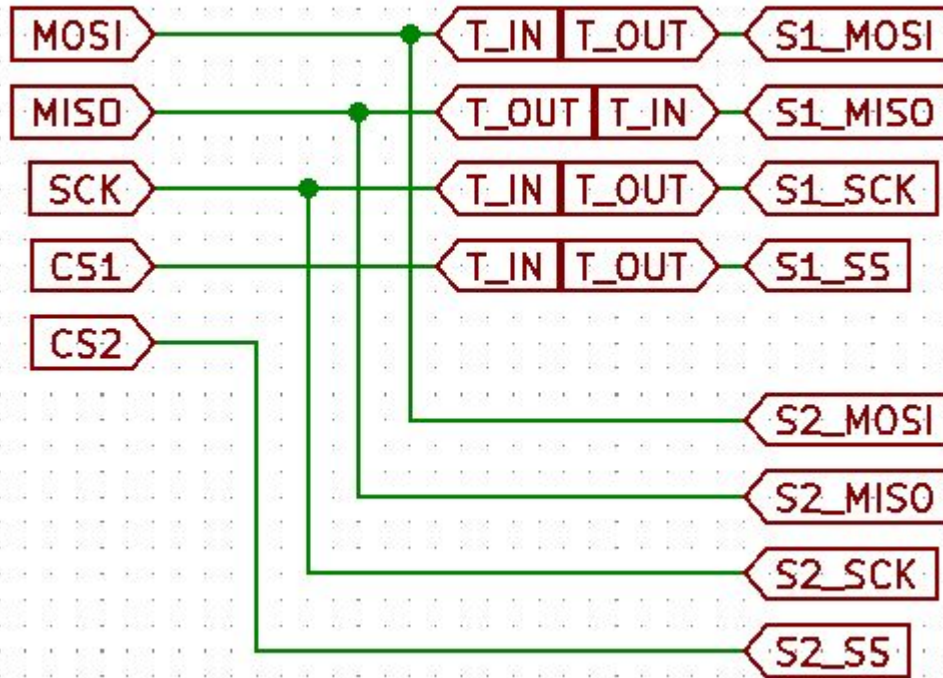 MOSI T_IN T_OUT S1_MOSI
MISO T_OUT T_IN S1_MISO
SCK T_IN T_OUT S1_SCK
CS1 T_IN T_OUT S1_SS
CS2
S2_MOSI
S2_MISO
S2_SCK
S2_SS